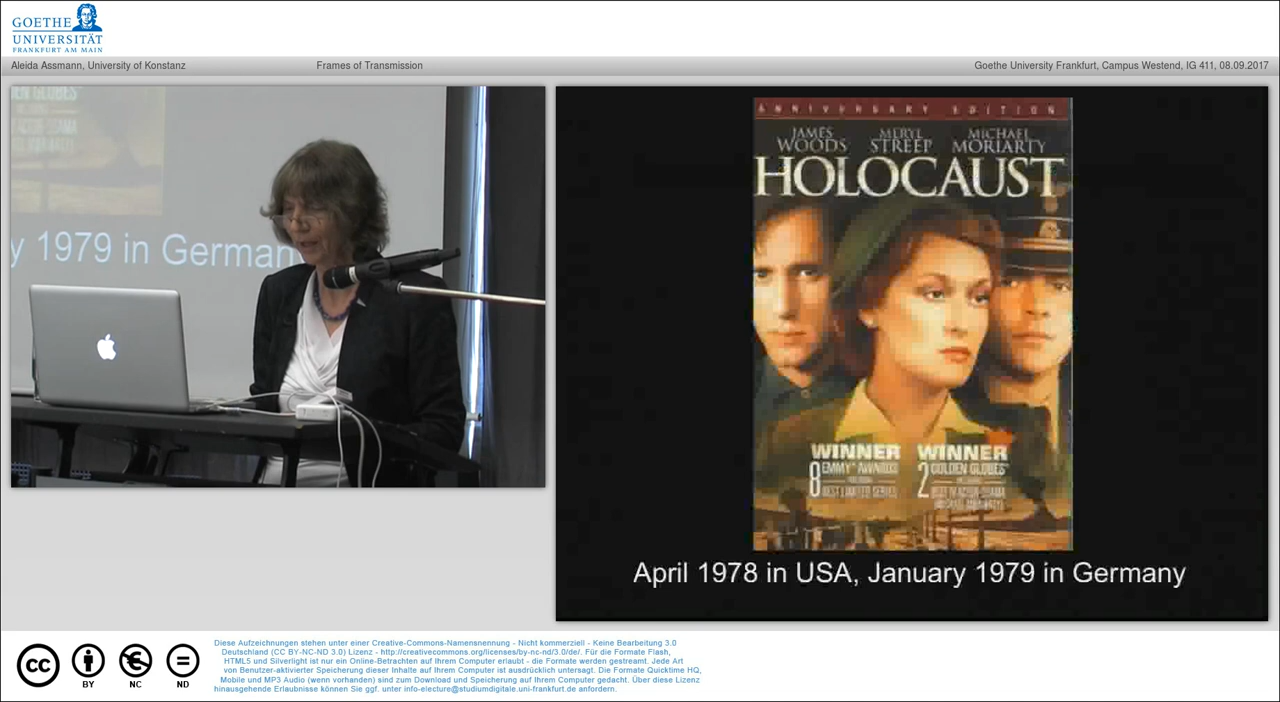 GOETHE
UNIVERSITÄT
FRANKFURT AM MAIN
Aleida Assmann, University of Konstanz
Frames of Transmission
Goethe University Frankfurt, Campus Westend, IG 411, 08.09.2017
y 1979 in German
ANNIVERSARY EDITION
JAMES WOODS
MERYL STREEP
MICHAEL MORIARTY
HOLOCAUST
WINNER
8 EMMY AWARDS
BEST LIMITED SERIES
WINNER
2 GOLDEN GLOBES
April 1978 in USA, January 1979 in Germany
cc
BY
NC
ND
Diese Aufzeichnungen stehen unter einer Creative-Commons-Namensnennung - Nicht kommerziell - Keine Bearbeitung 3.0
Deutschland (CC BY-NC-ND 3.0) Lizenz - http://creativecommons.org/licenses/by-nc-nd/3.0/de/. Für die Formate Flash,
HTML5 und Silverlight ist nur ein Online-Betrachten auf Ihrem Computer erlaubt - die Formate werden gestreamt. Jede Art
von Benutzer-aktivierter Speicherung dieser Inhalte auf Ihrem Computer ist ausdrücklich untersagt. Die Formate Quicktime HQ,
Mobile und MP3 Audio (wenn vorhanden) sind zum Download und Speicherung auf Ihrem Computer gedacht. Über diese Lizenz
hinausgehende Erlaubnisse können Sie ggf. unter info-electure@studiumdigitale.uni-frankfurt.de anfordern.